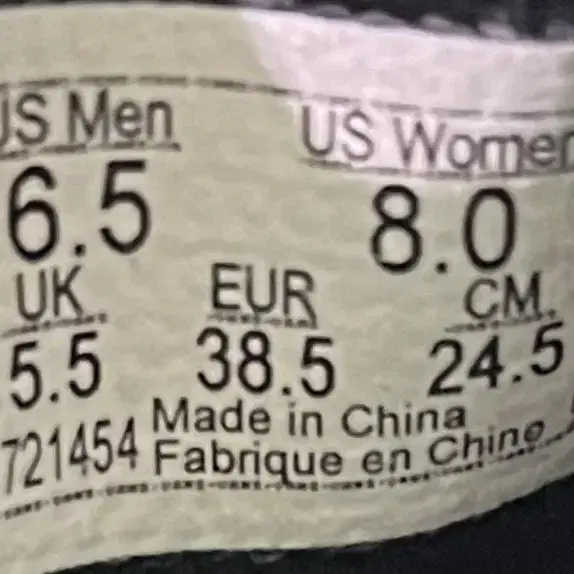 US Men US Women
6.5 8.0
UK EUR CM.
5.5 38.5 24.5
721454 Made in China
Fabrique en Chine